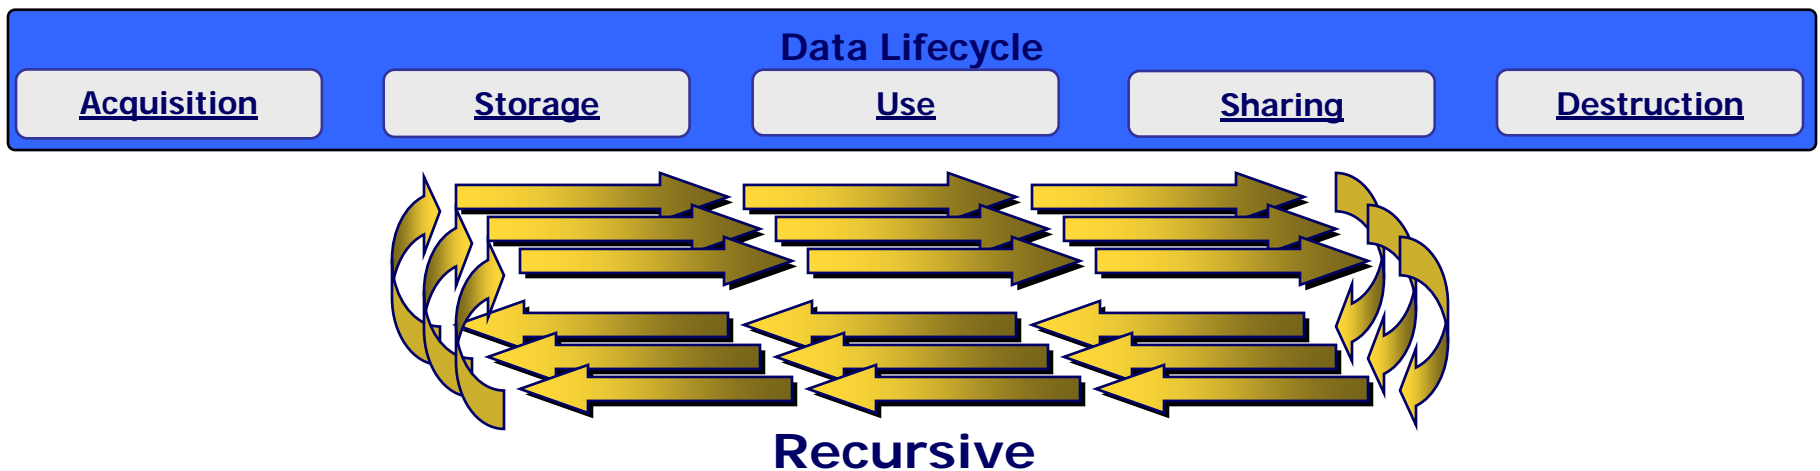 Data Lifecycle
Acquisition Storage Use Sharing Destruction
Recursive